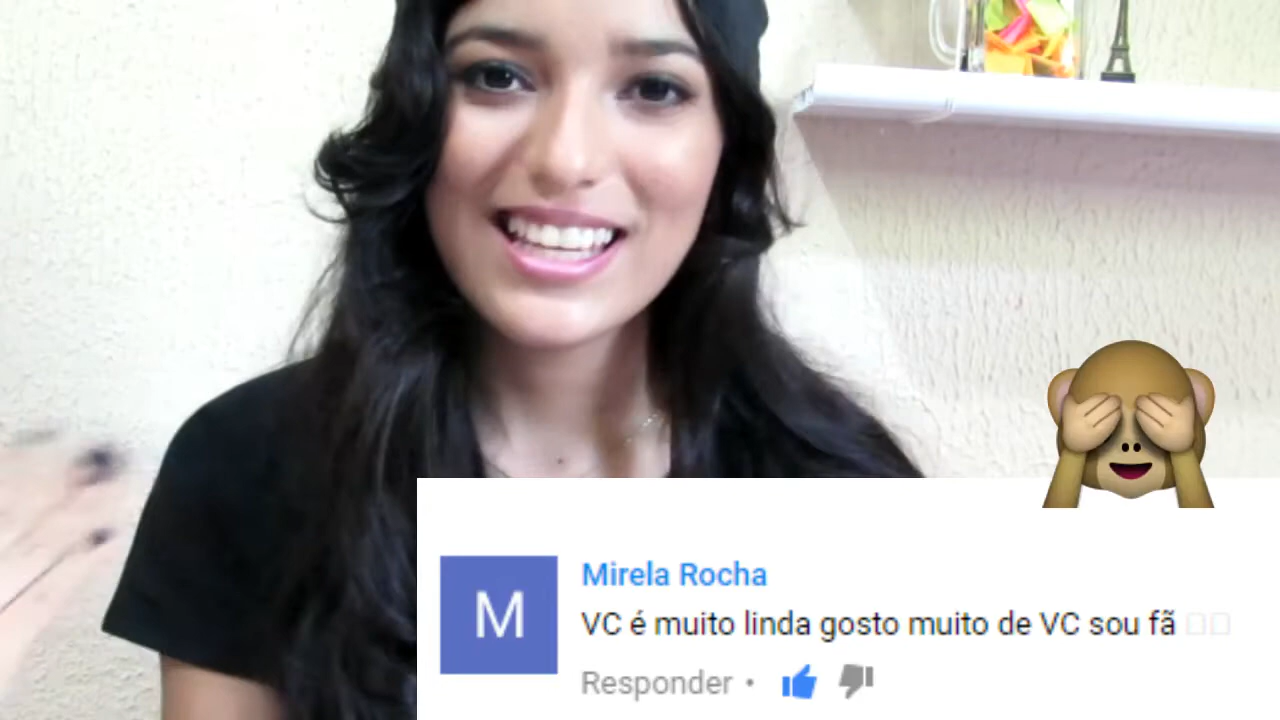 M
Mirela Rocha
VC é muito linda gosto muito de VC sou fã
Responder •